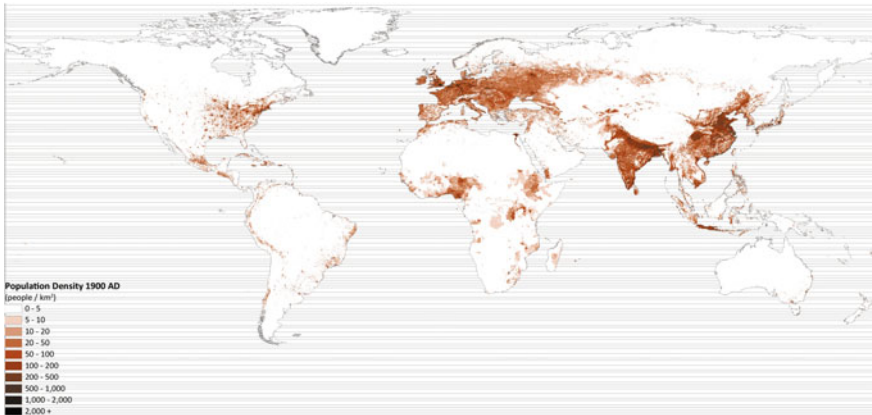 Population Density 1900 AD
(people / km²)
0 - 5
5 - 10
10 - 20
20 - 50
50 - 100
100 - 200
200 - 500
500 - 1,000
1,000 - 2,000
2,000 +